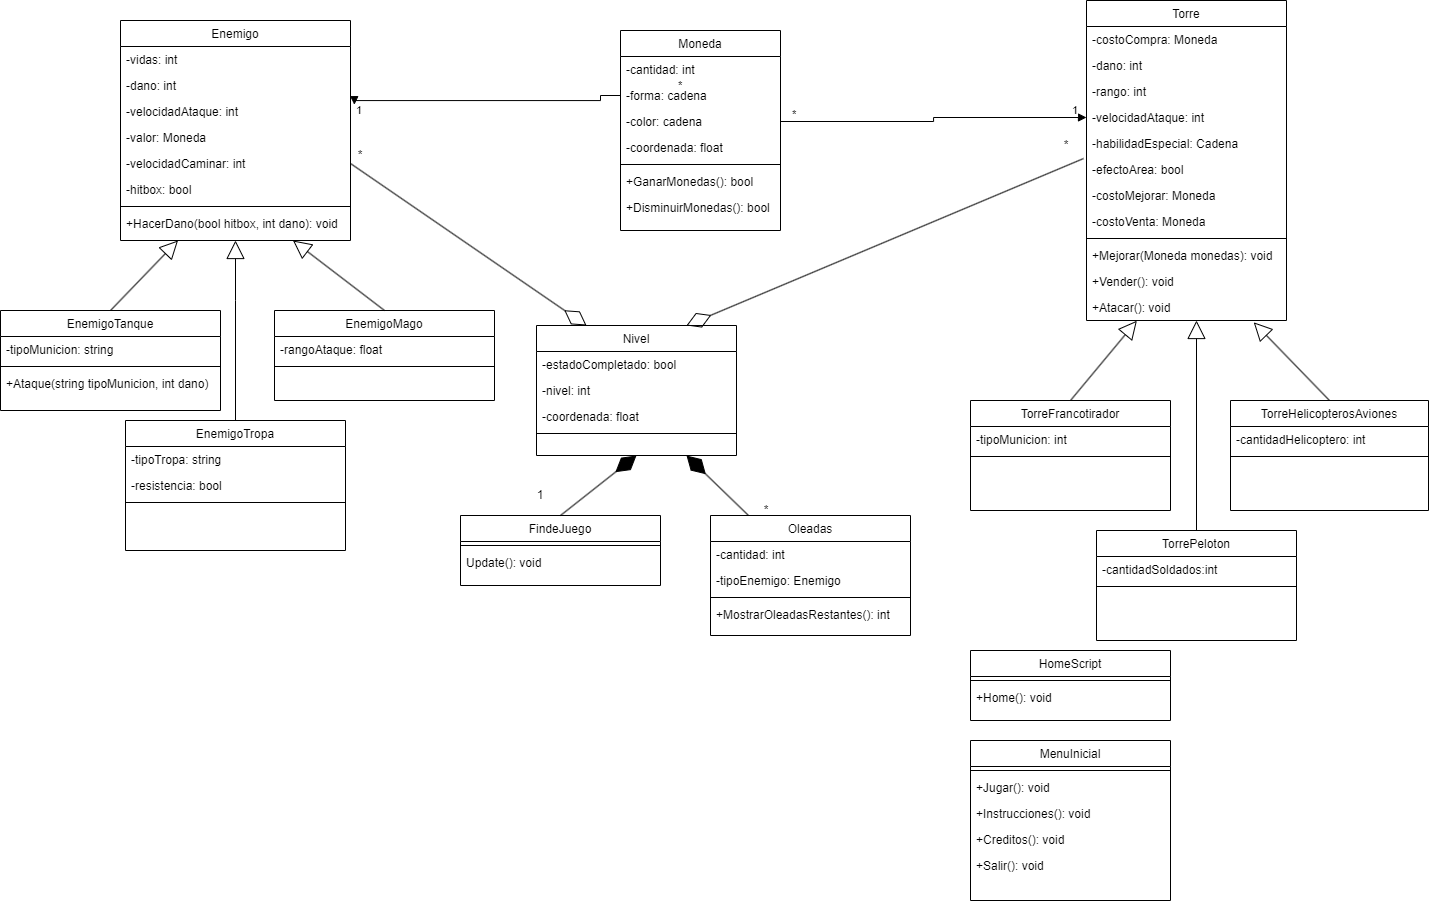 Enemigo
-vidas: int
-dano: int
-velocidadAtaque: int
-valor: Moneda
-velocidadCaminar: int
-hitbox: bool
+HacerDano(bool hitbox, int dano): void
1
*
Moneda
-cantidad: int
*
-forma: cadena
-color: cadena
-coordenada: float
+GanarMonedas(): bool
+DisminuirMonedas(): bool
*
1
*
Torre
-costoCompra: Moneda
-dano: int
-rango: int
-velocidadAtaque: int
-habilidadEspecial: Cadena
-efectoArea: bool
-costoMejorar: Moneda
-costoVenta: Moneda
+Mejorar(Moneda monedas): void
+Vender(): void
+Atacar(): void
EnemigoTanque
-tipoMunicion: string
+Ataque(string tipoMunicion, int dano)
EnemigoMago
-rangoAtaque: float
EnemigoTropa
-tipoTropa: string
-resistencia: bool
Nivel
-estadoCompletado: bool
-nivel: int
-coordenada: float
1
*
FindeJuego
Update(): void
Oleadas
-cantidad: int
-tipoEnemigo: Enemigo
+MostrarOleadasRestantes(): int
TorreFrancotirador
-tipoMunicion: int
TorreHelicopterosAviones
-cantidadHelicoptero: int
TorrePeloton
-cantidadSoldados:int
HomeScript
+Home(): void
MenuInicial
+Jugar(): void
+Instrucciones(): void
+Creditos(): void
+Salir(): void